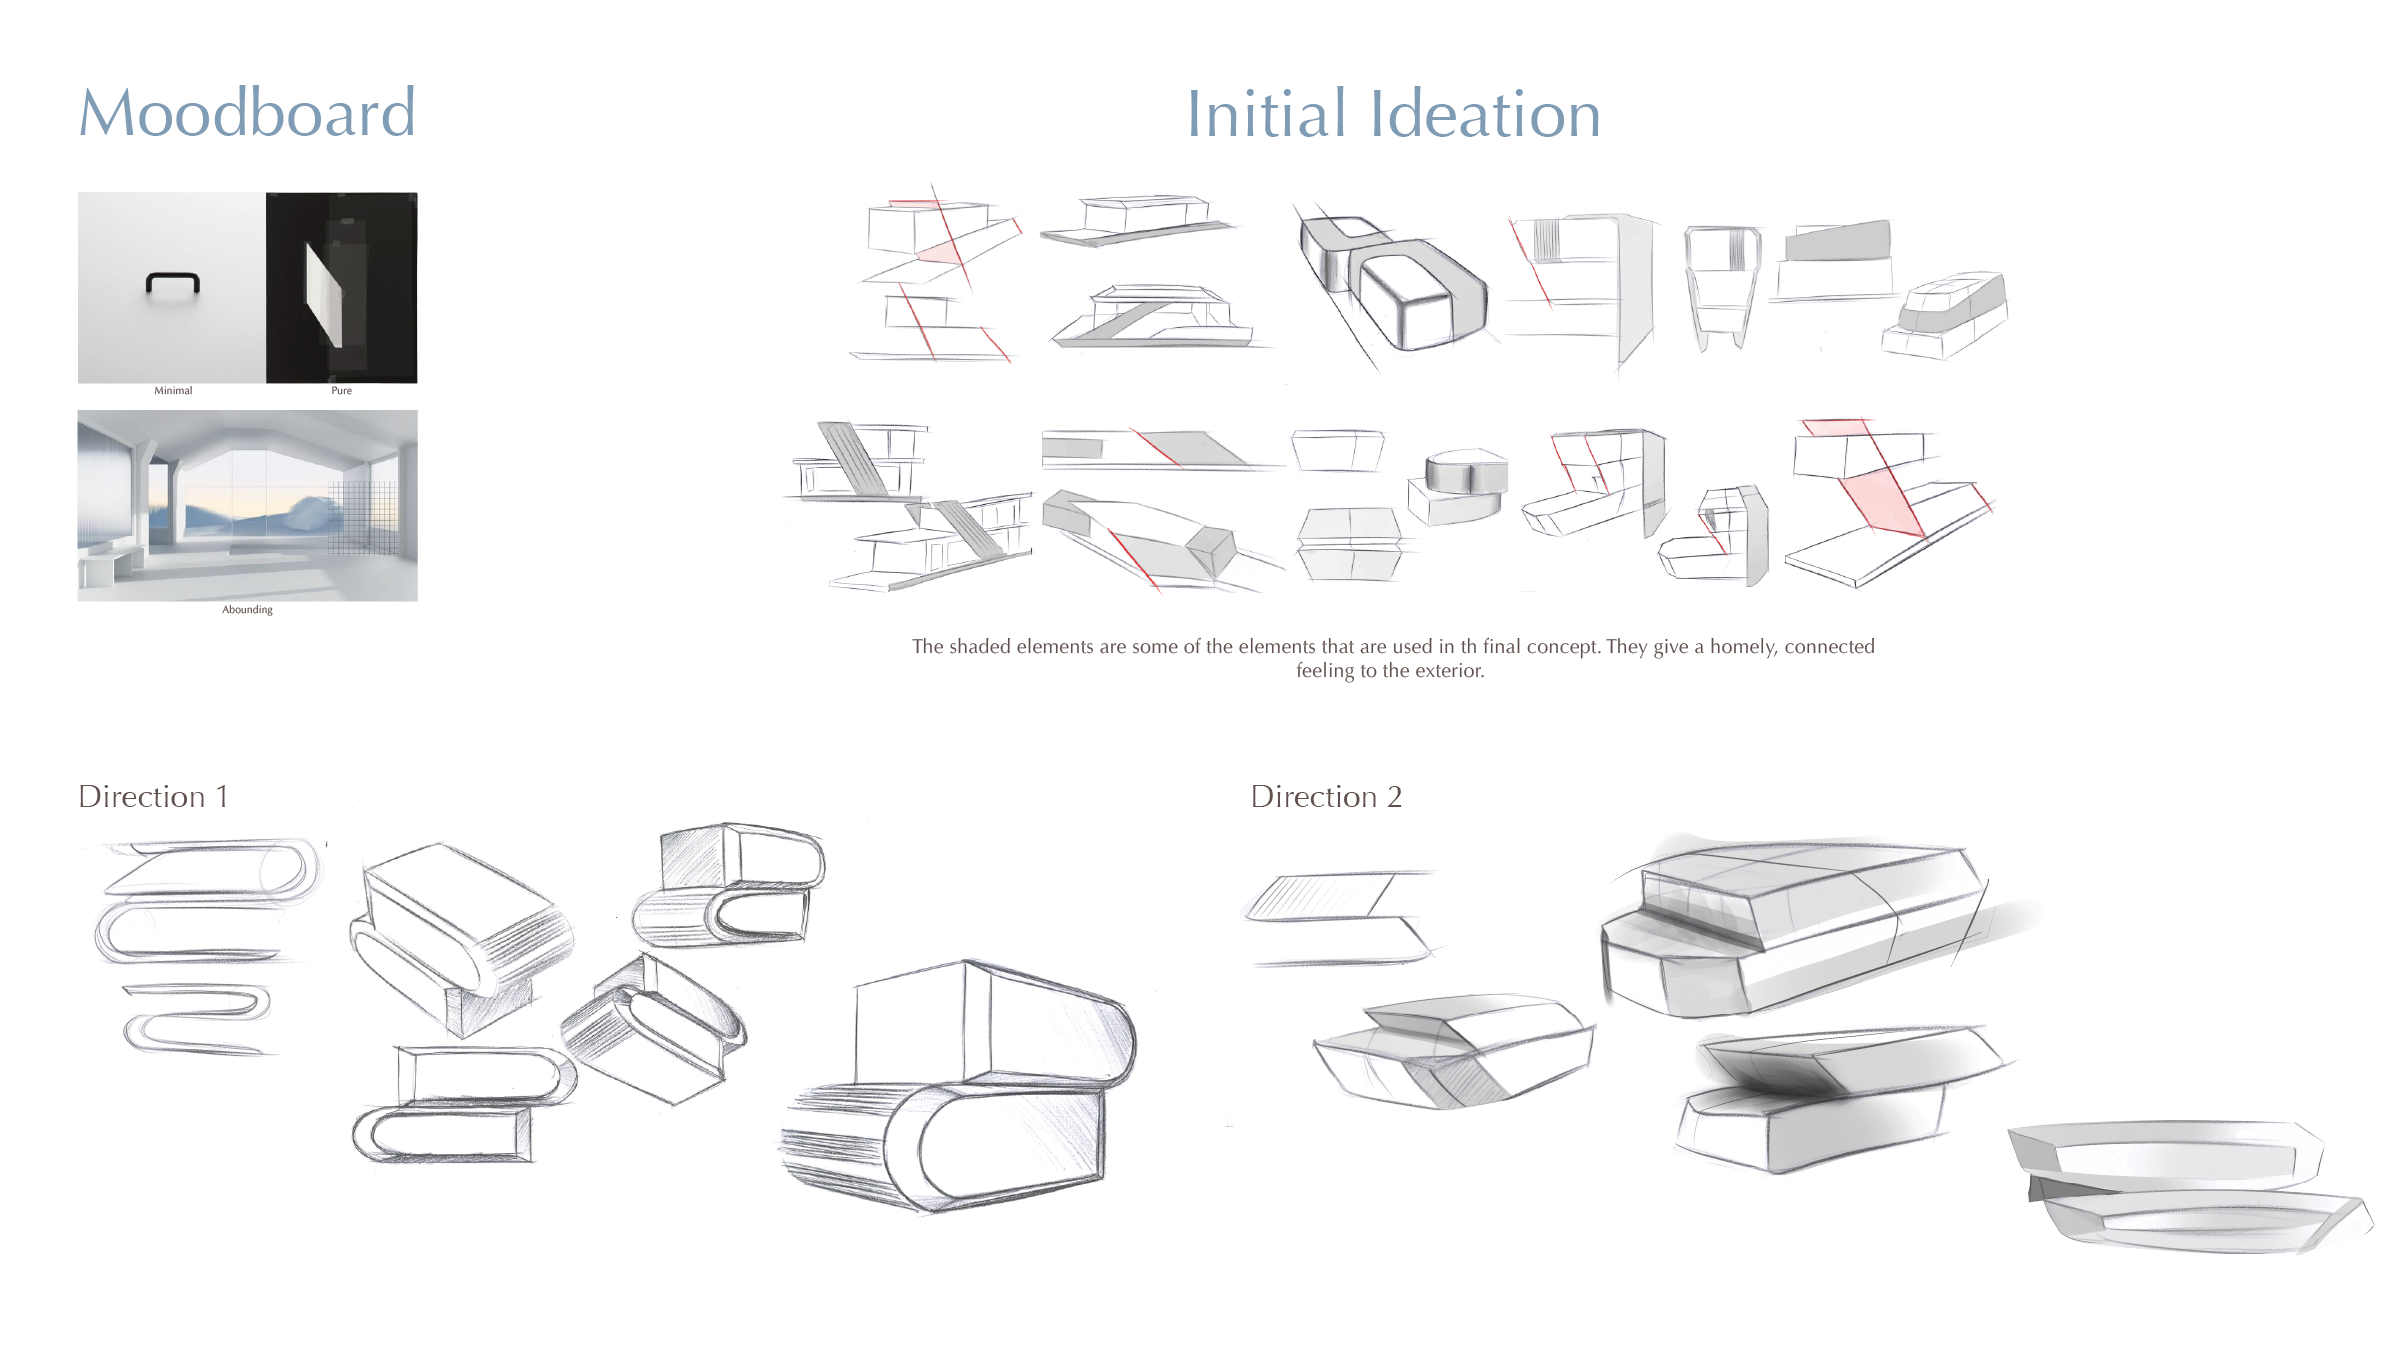 Moodboard
Initial Ideation
Minimal
Pure
Abounding
The shaded elements are some of the elements that are used in th final concept. They give a homely, connected
feeling to the exterior.
Direction 1
Direction 2